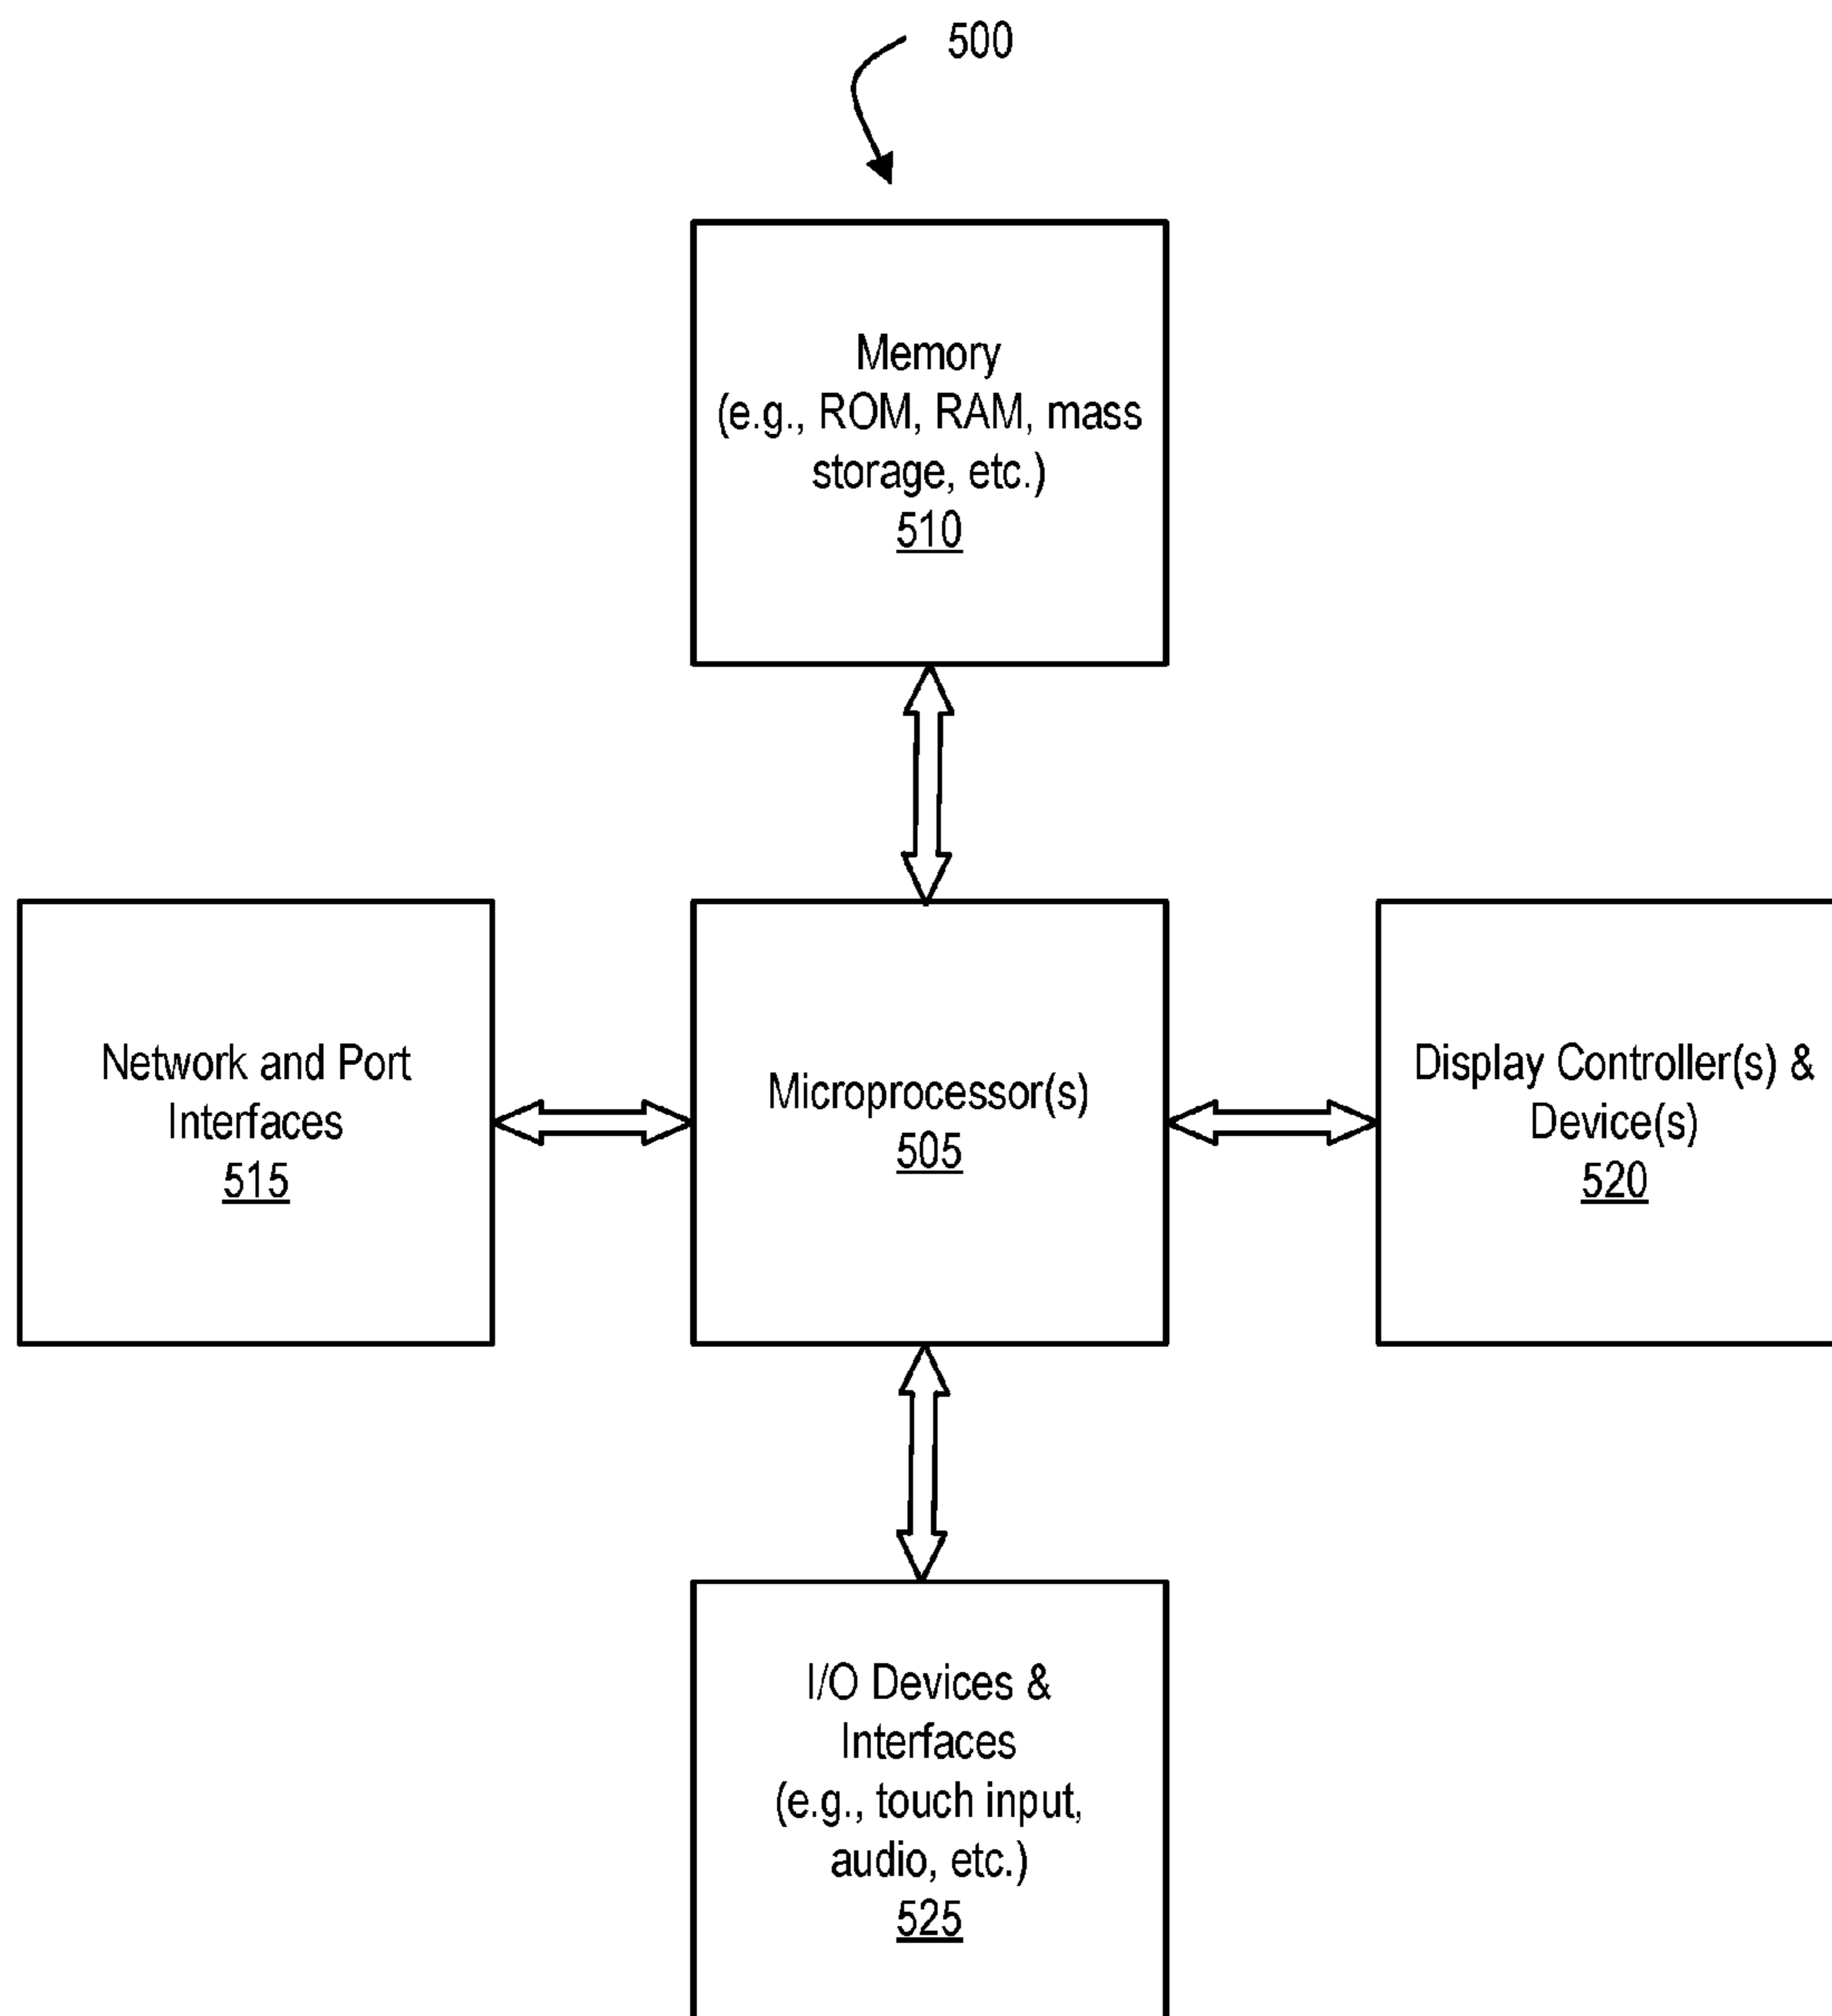 500
Memory
(e.g., ROM, RAM, mass
storage, etc.)
510
Network and Port
Interfaces
515
Microprocessor(s)
505
Display Controller(s) &
Device(s)
520
I/O Devices &
Interfaces
(e.g., touch input,
audio, etc.)
525